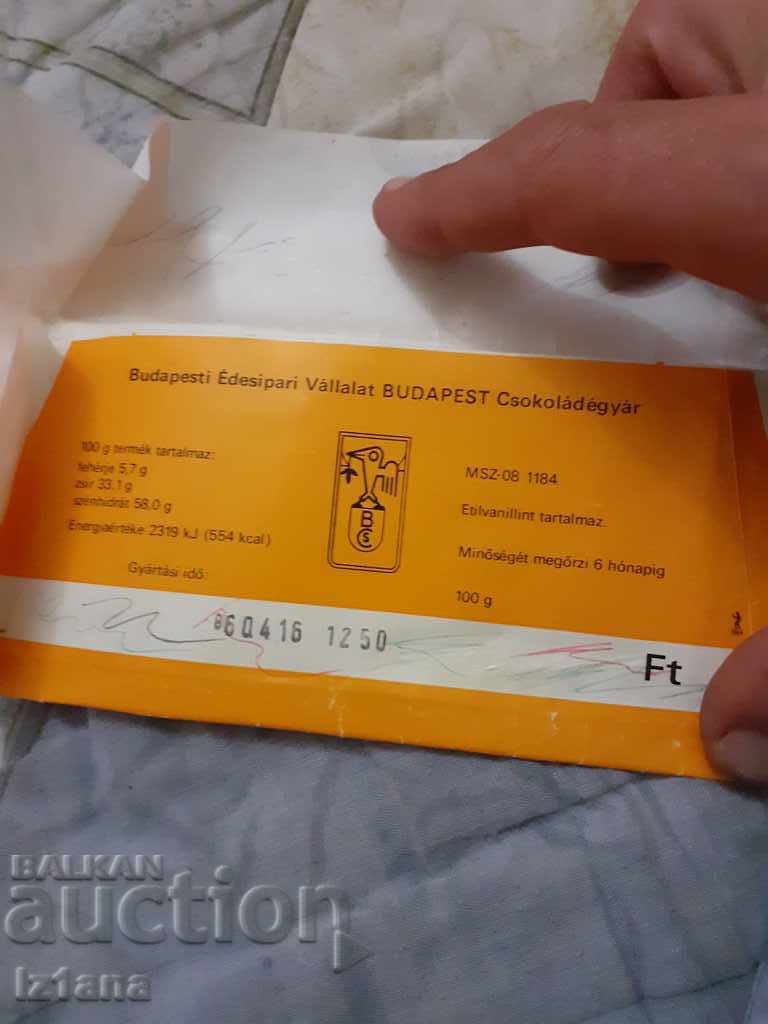 Budapesti Édesipari Vállalat BUDAPEST Csokoládégyár
100 g termék tartalmaz:
fehérje 5,7 g
zsír 33,1 g
szénhidrát 58,0 g
Energiaértéke 2319 kJ (554 kcal)
Gyártási idő:
B
CS
MSZ-08 1184
Etilvanillint tartalmaz.
Minőségét megőrzi 6 hónapig
100 g
860416 1250
Ft
BALKAN
auction
iz1ana